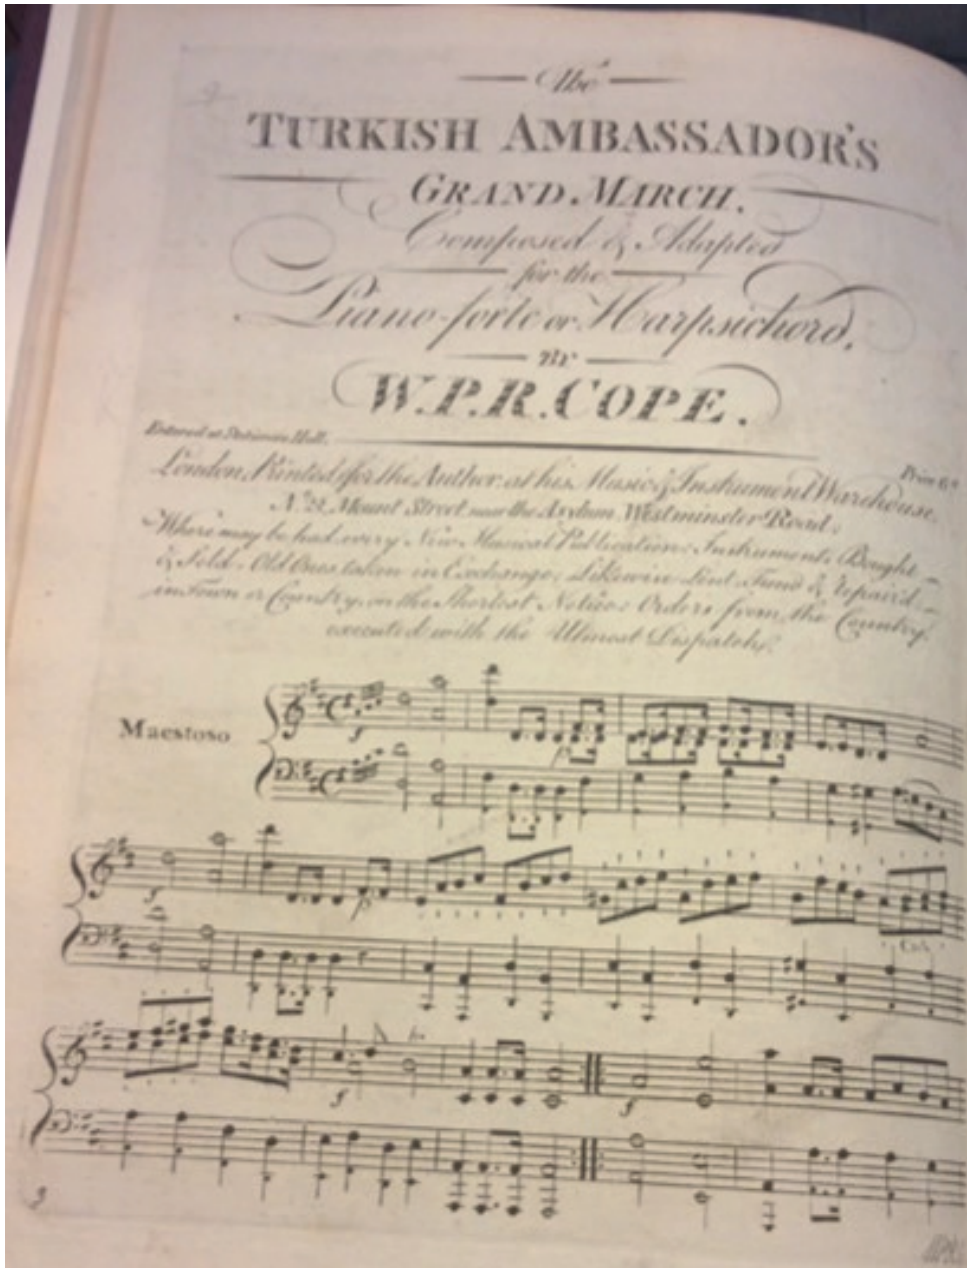 The
TURKISH AMBASSADOR'S
GRAND MARCH.
Composed & Adapted
for the
Piano-forte or Harpsichord,
BY
W.P.R. COPE.
Entered at Stationers Hall.
Price 6d
London, Printed for the Author at his Music & Instrument Warehouse,
Mount Street near the Asylum Westminster Road.
Where may be had every New Musical Publication: Instruments Bought
& Sold. Old Ones taken in Exchange; Likewise Lent, Tuned & repair'd
in Town or Country, on the Shortest Notice: Orders from the Country,
executed with the Utmost Dispatch.
Maestoso
f
f
f
f